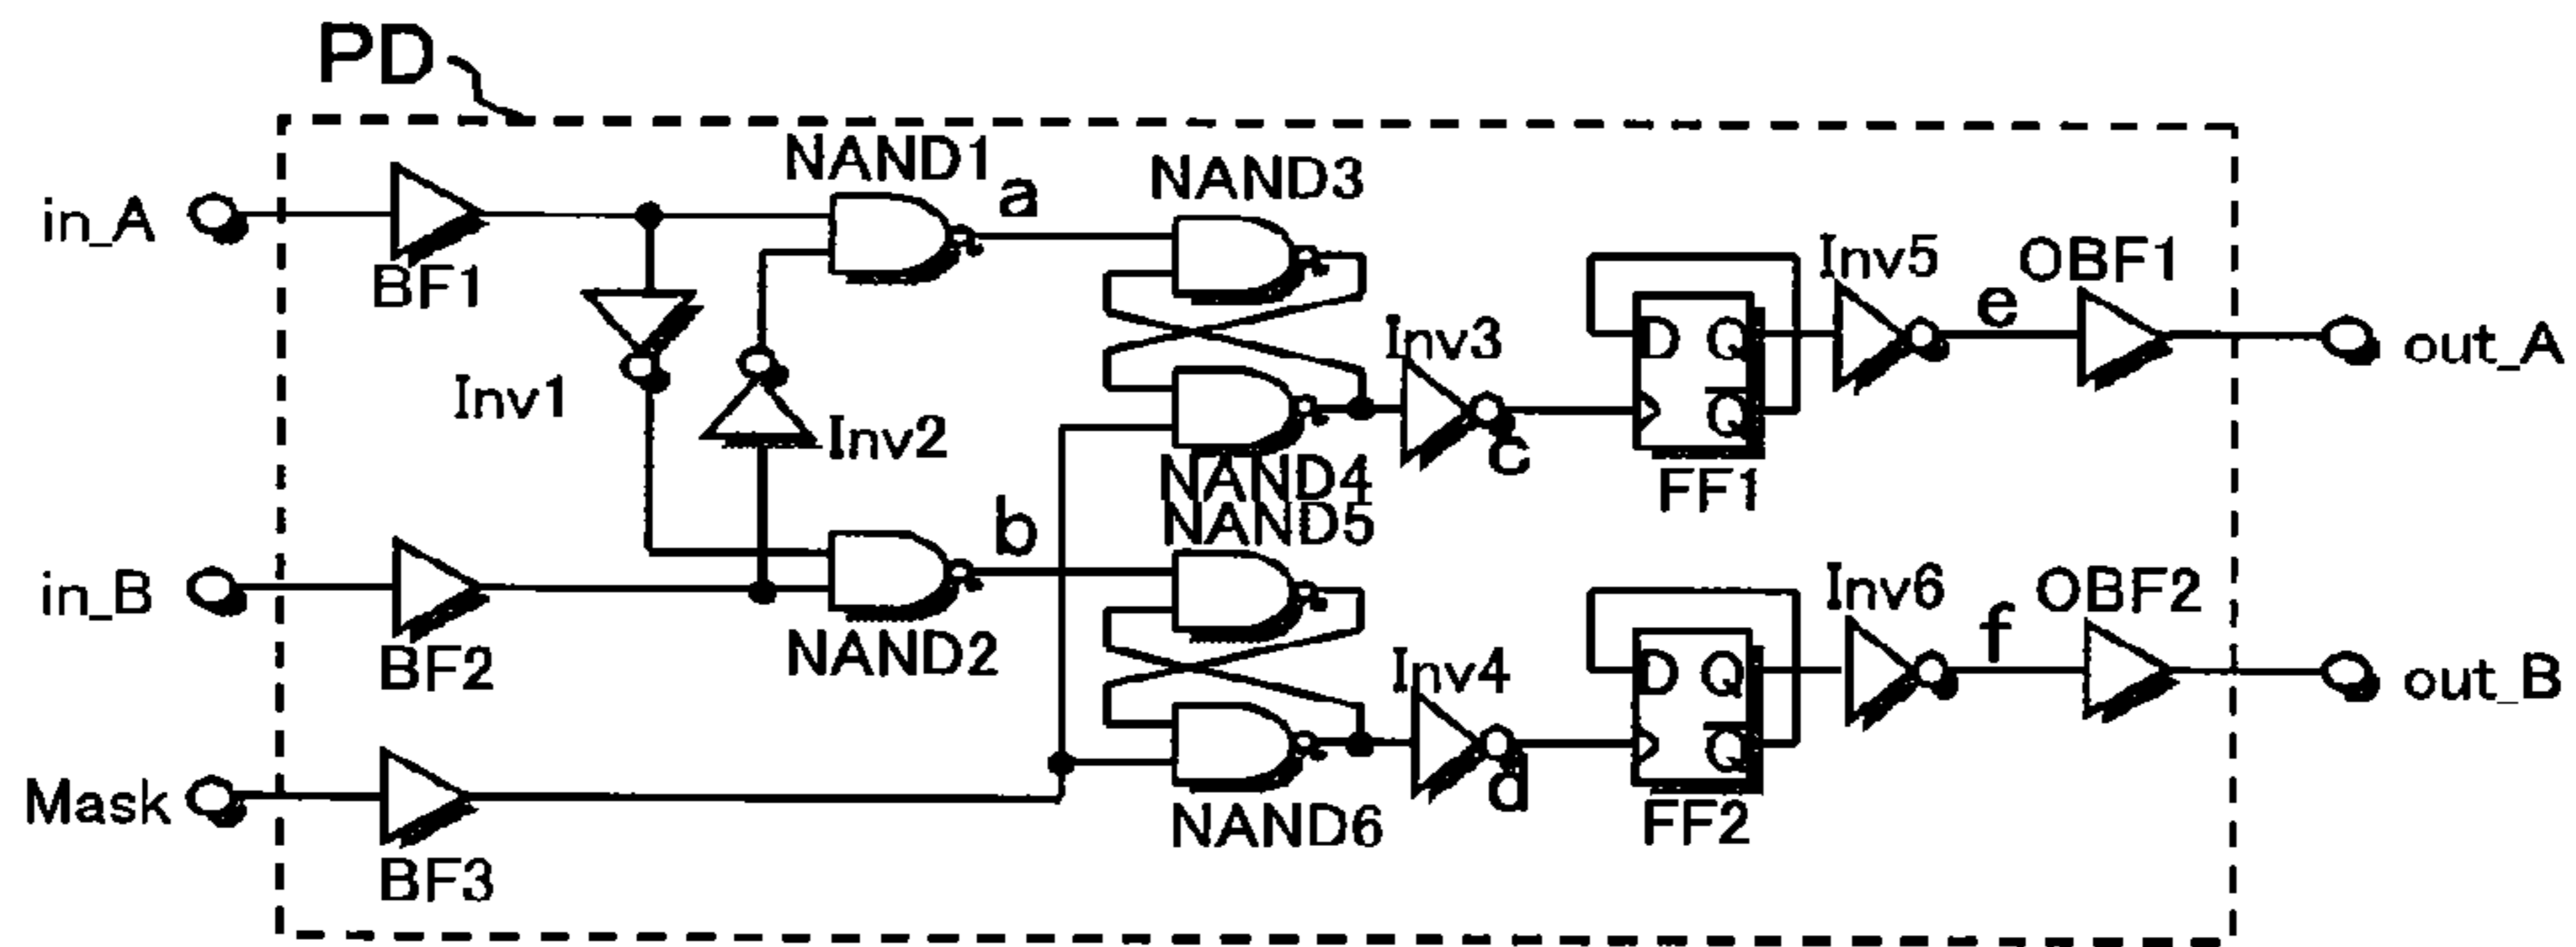 PD
in_A
BF1
Inv1
Inv2
NAND1
a
NAND3
NAND4
Inv3
c
D Q
Q̅
FF1
Inv5
e
OBF1
out_A
in_B
BF2
NAND2
b
NAND5
NAND6
Inv4
d
D Q
Q̅
FF2
Inv6
f
OBF2
out_B
Mask
BF3